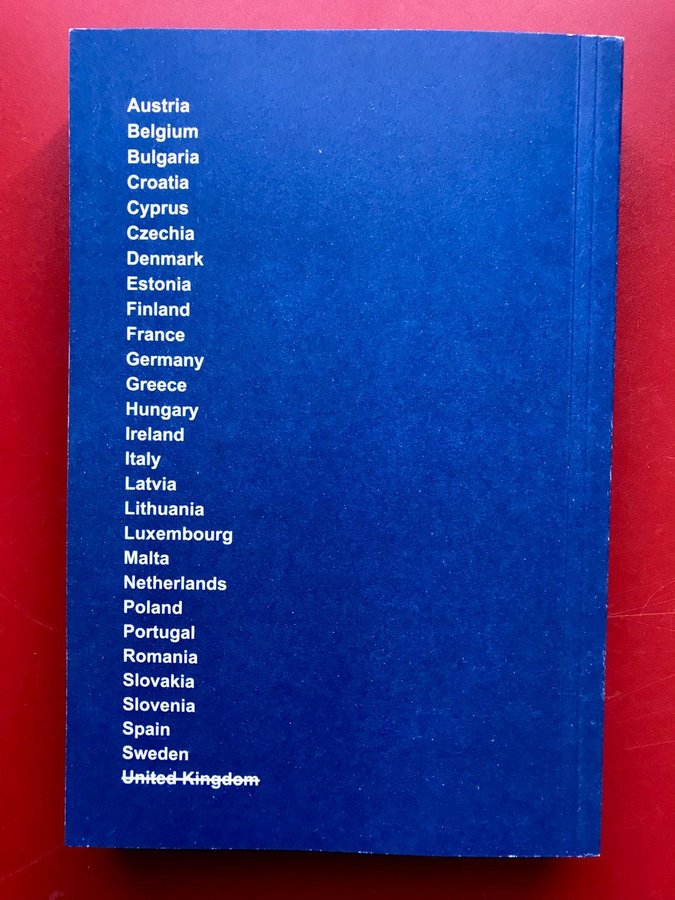 Austria
Belgium
Bulgaria
Croatia
Cyprus
Czechia
Denmark
Estonia
Finland
France
Germany
Greece
Hungary
Ireland
Italy
Latvia
Lithuania
Luxembourg
Malta
Netherlands
Poland
Portugal
Romania
Slovakia
Slovenia
Spain
Sweden
United Kingdom